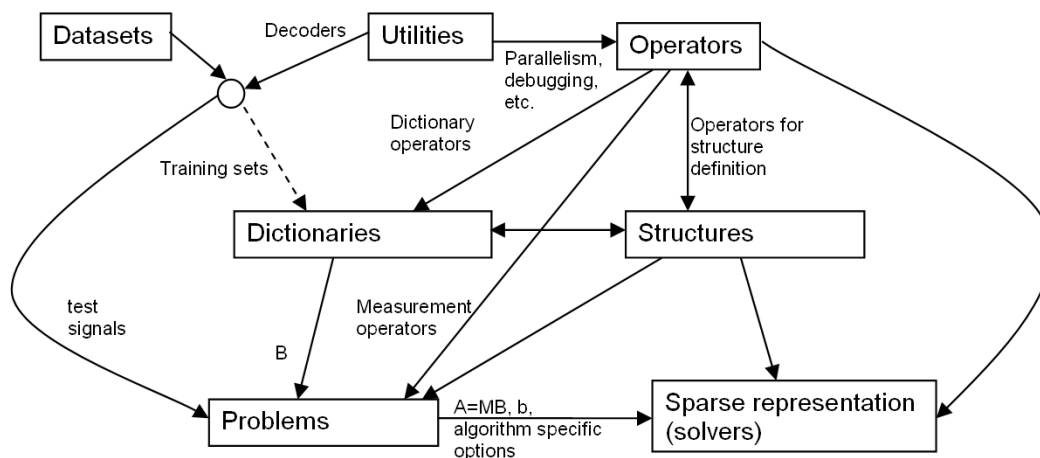 Datasets
Decoders
Utilities
Operators
Parallelism,
debugging,
etc.
Dictionary
operators
Operators for
structure
definition
Training sets
Dictionaries
Structures
test
signals
Measurement
operators
B
Problems
A=MB, b,
algorithm specific
options
Sparse representation
(solvers)